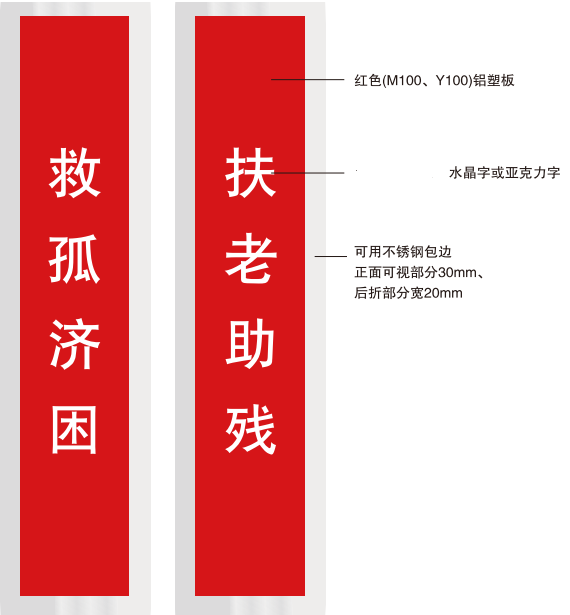 救孤济困
扶老助残
红色(M100、Y100)铝塑板
水晶字或亚克力字
可用不锈钢包边
正面可视部分30mm、
后折部分宽20mm